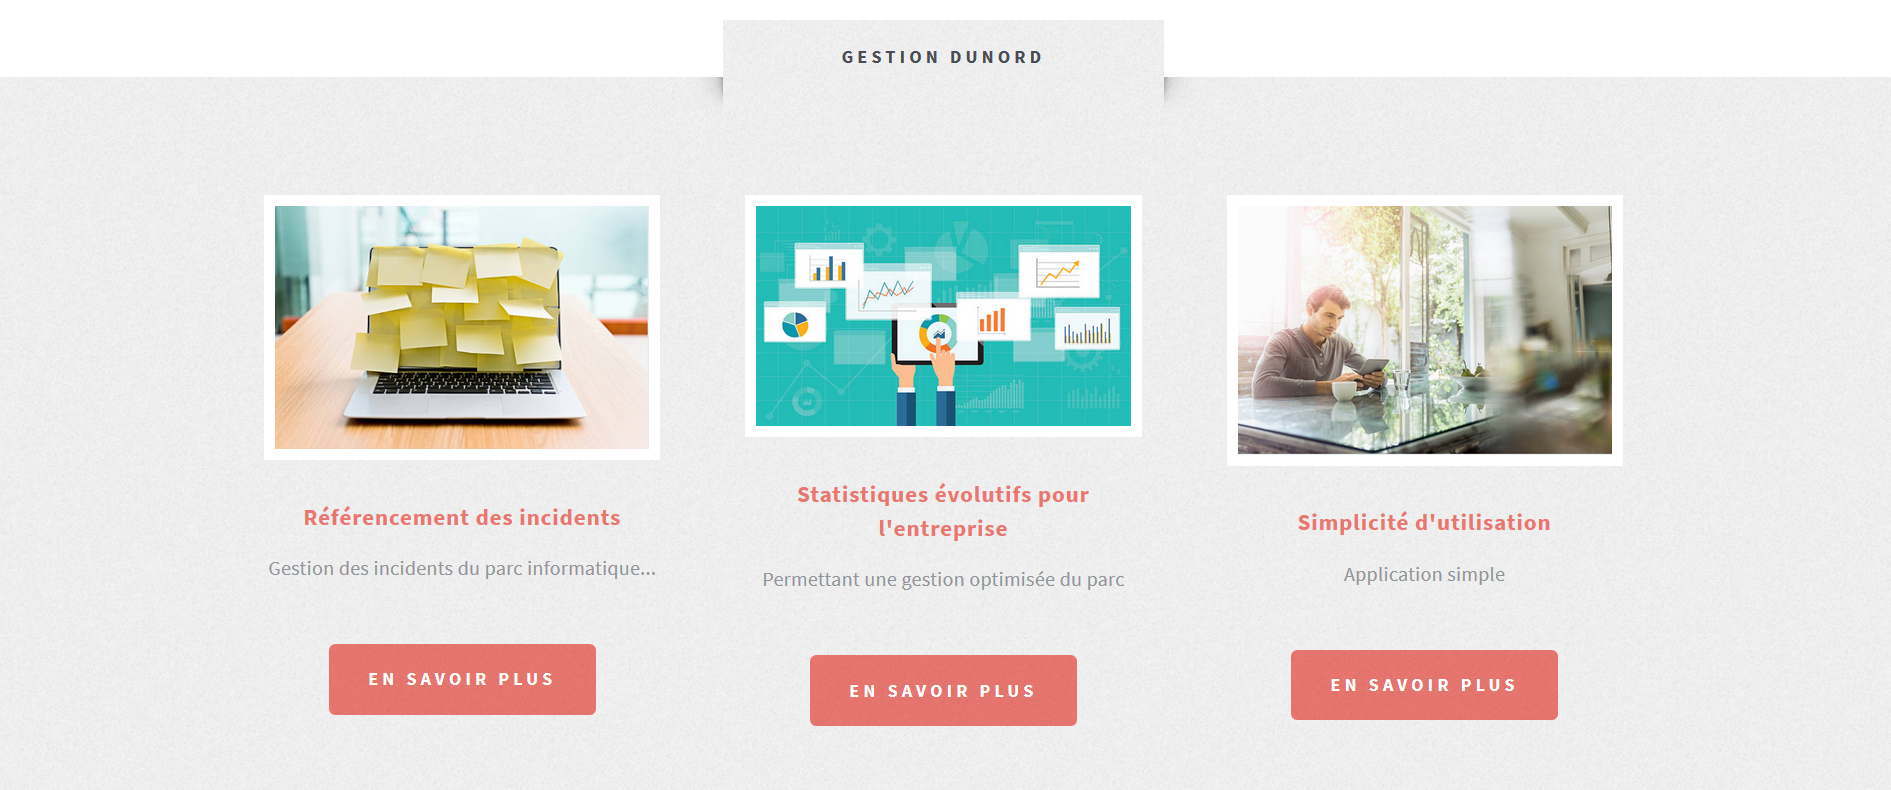 GESTION DUNORD
Référencement des incidents
Gestion des incidents du parc informatique...
EN SAVOIR PLUS
Statistiques évolutifs pour
l'entreprise
Permettant une gestion optimisée du parc
EN SAVOIR PLUS
Simplicité d'utilisation
Application simple
EN SAVOIR PLUS